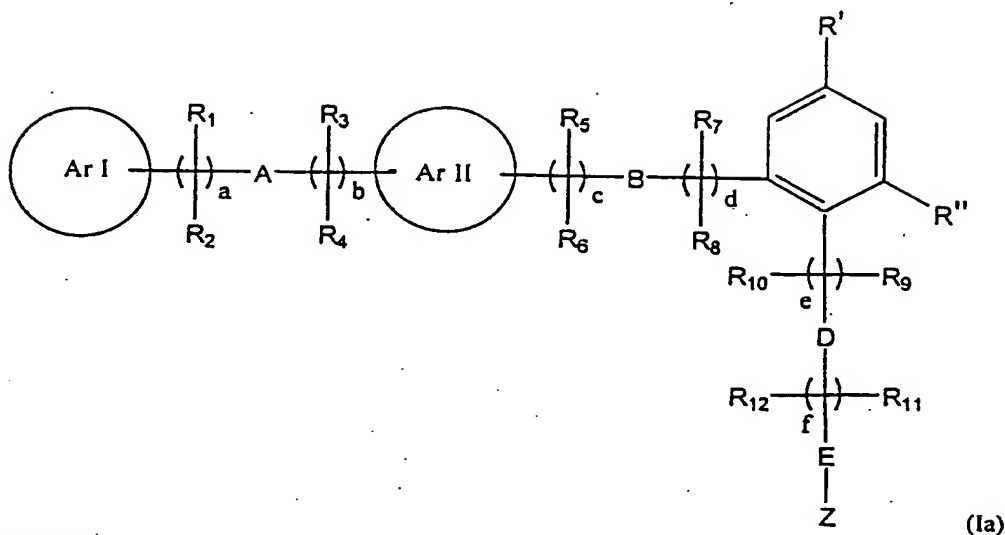 R'
R1 R3 R5 R7
Ar I a A b Ar II c B d
R2 R4 R6 R8 R"
R10 e R9
D
R12 f R11
E
Z (Ia)